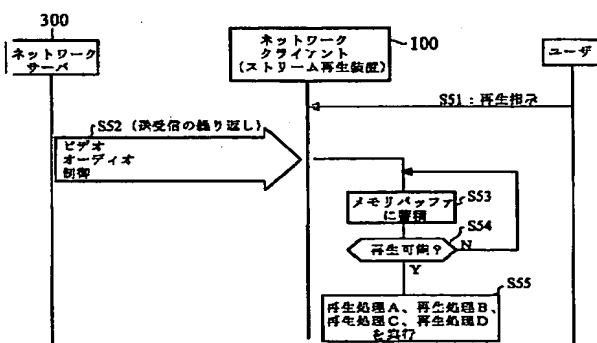 300
ネットワーク
サーバ
ネットワーク
クライアント
(ストリーム再生装置)
100
ユーザ
S51:再生指示
S52 (送受信の繰り返し)
ビデオ
オーディオ
制御
メモリバッファ
に蓄積
S53
再生可能?
S54
N
Y
S55
再生処理A、再生処理B、
再生処理C、再生処理D
を実行